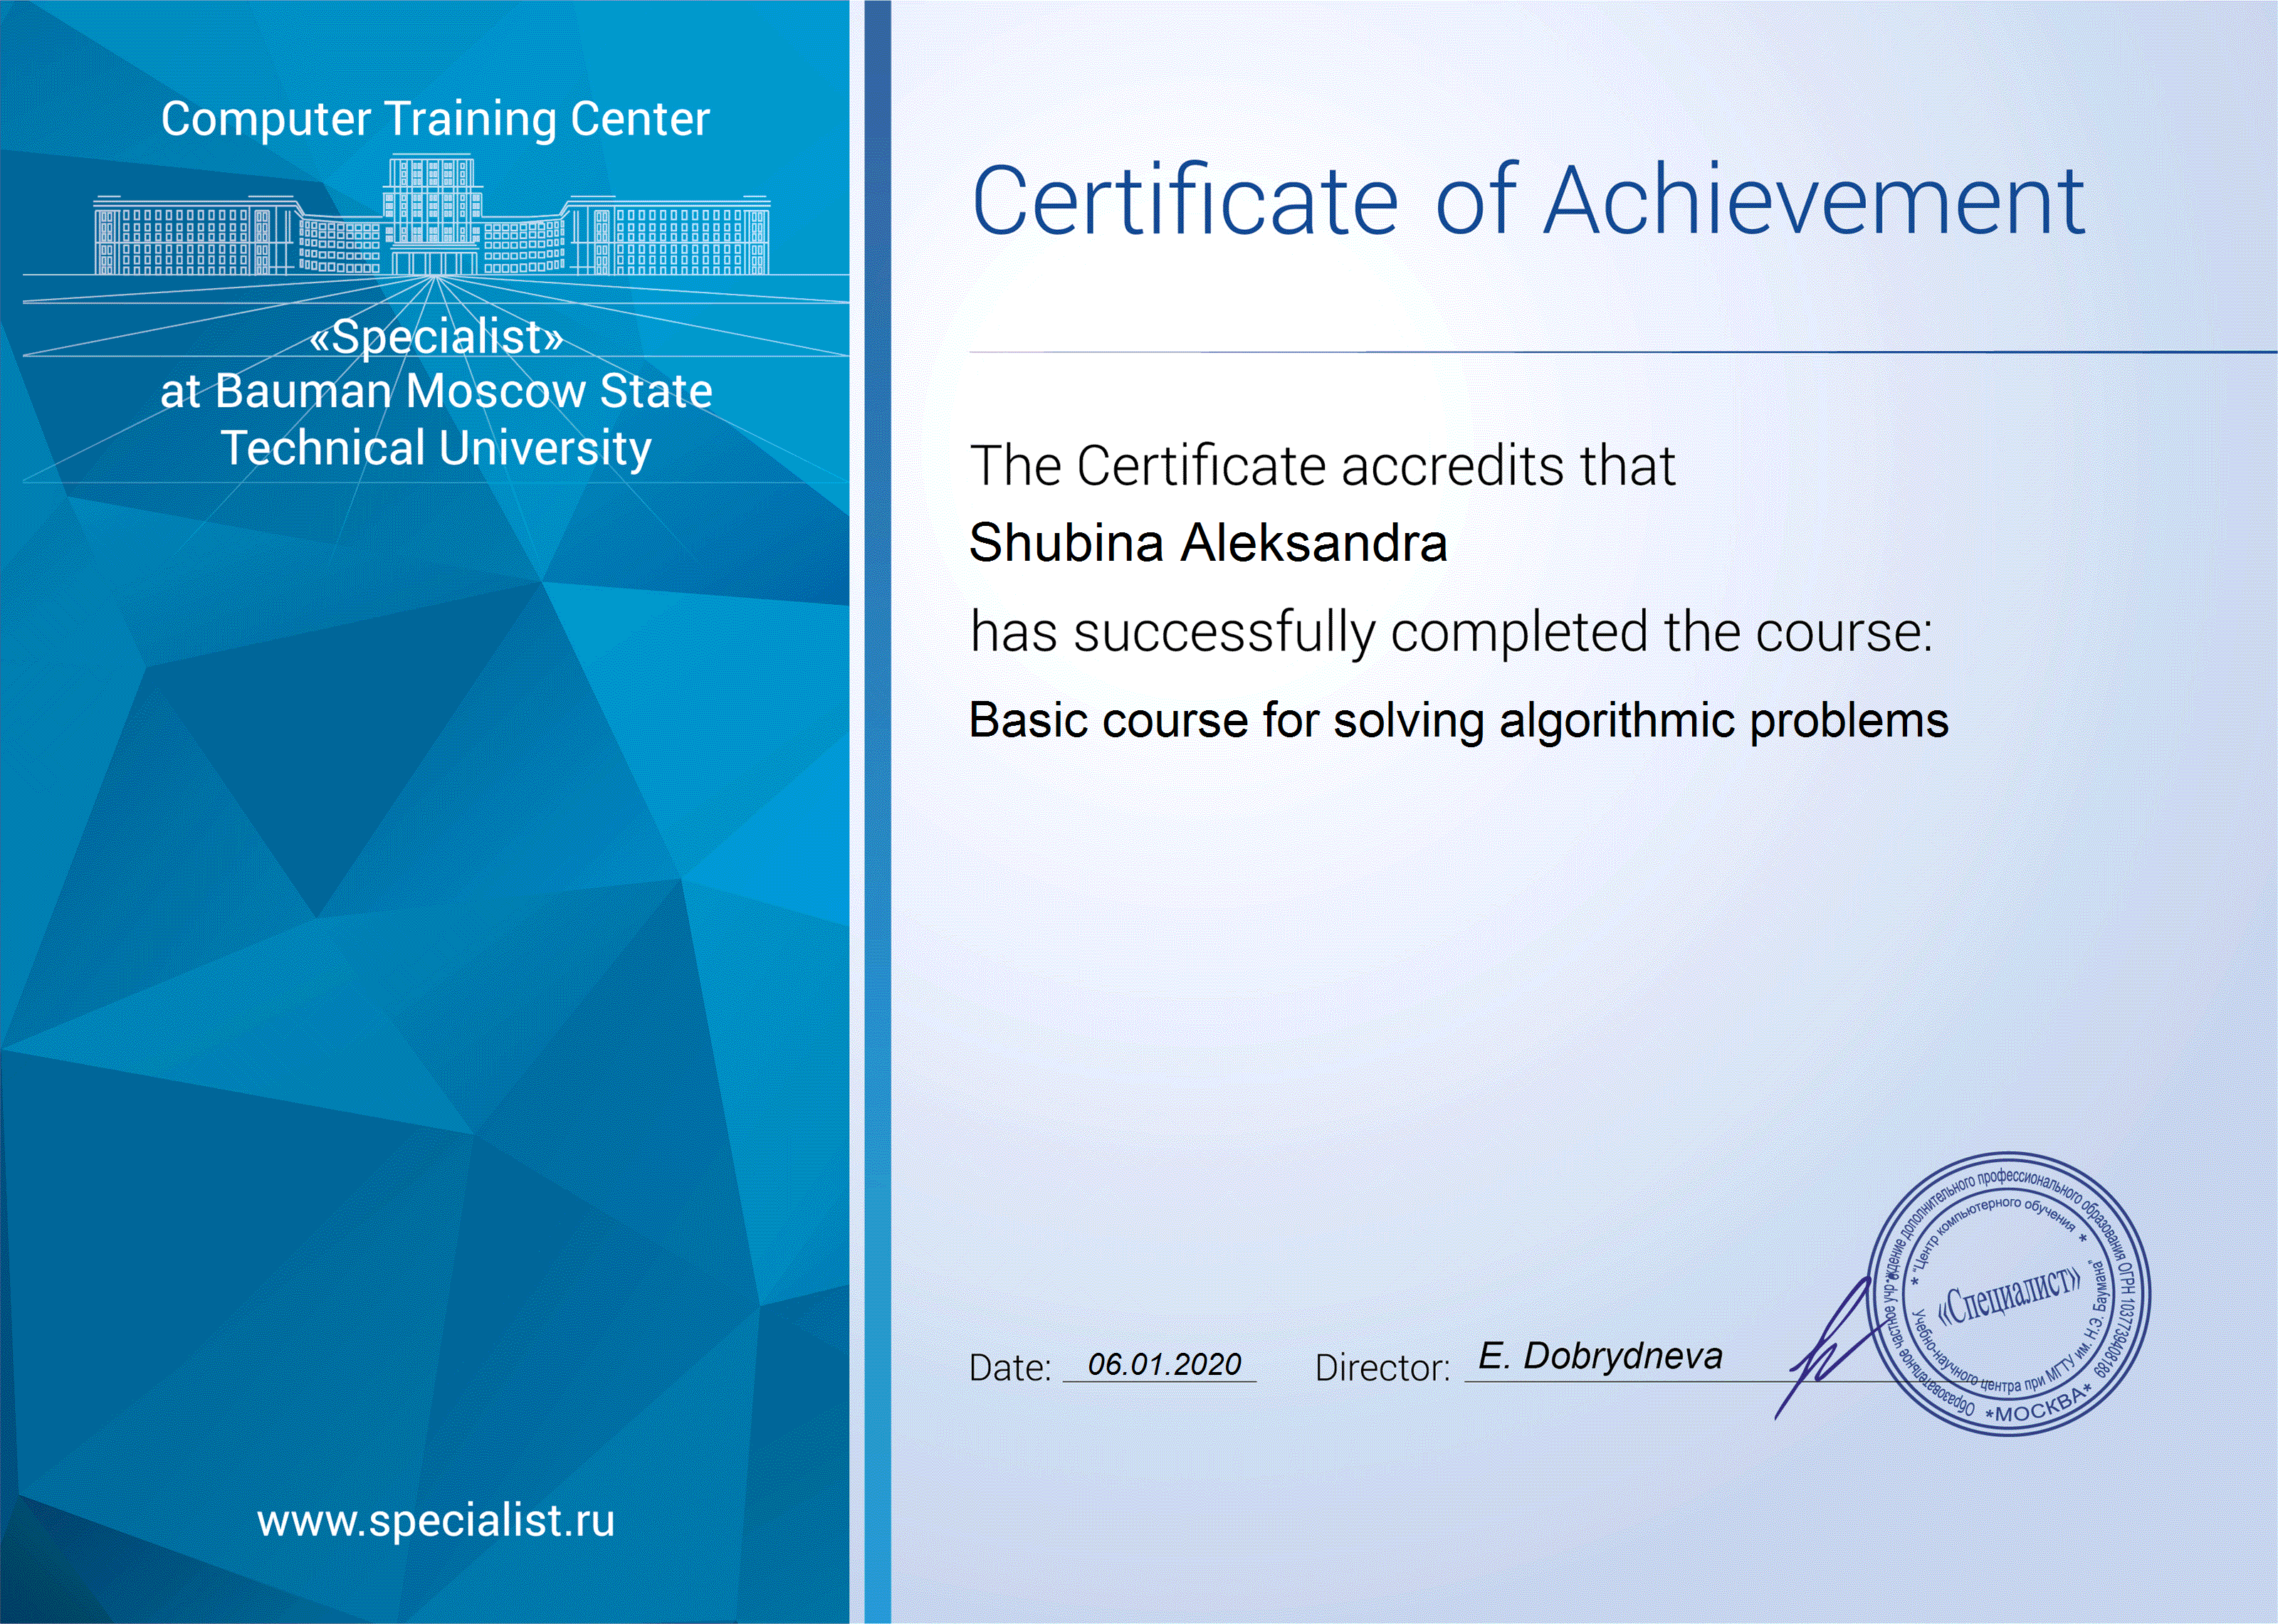 Computer Training Center
«Specialist»
at Bauman Moscow State
Technical University
www.specialist.ru
Certificate of Achievement
The Certificate accredits that
Shubina Aleksandra
has successfully completed the course:
Basic course for solving algorithmic problems
Date: 06.01.2020 Director: E. Dobrydneva
Образовательное частное учр ждение дополнительного профессионального образования ОГРН 1037739408189
*МОСКВА*
* "Центр компьютерного обучения *
Учебно-научного центра при МГТУ им. Н.Э. Баумана"
«Специалист»